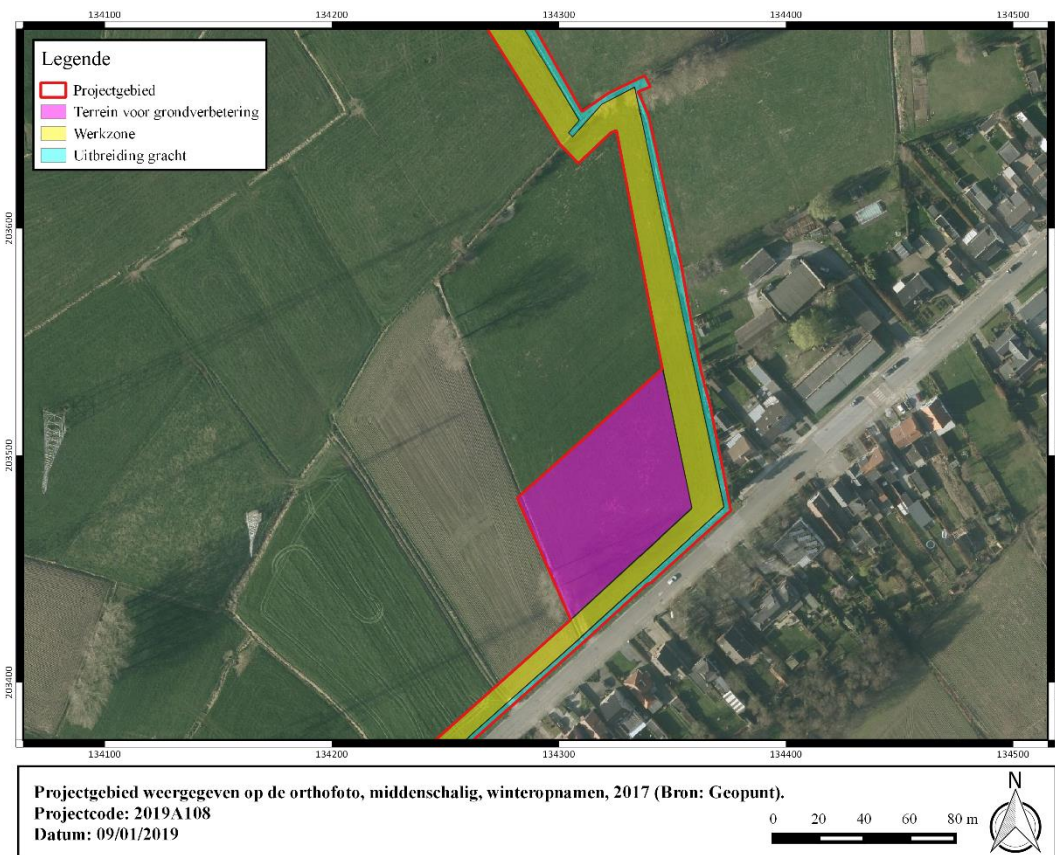 134100 134200 134300 134400 134500
Legende
Projectgebied
Terrein voor grondverbetering
Werkzone
Uitbreiding gracht
203600
203500
203400
134100 134200 134300 134400 134500
Projectgebied weergegeven op de orthofoto, middenschalig, winteropnamen, 2017 (Bron: Geopunt).
Projectcode: 2019A108
Datum: 09/01/2019
0 20 40 60 80 m
N